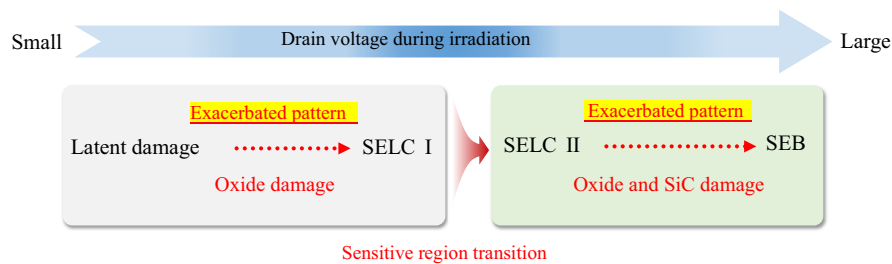 Small
Drain voltage during irradiation
Large
Exacerbated pattern
Latent damage
SELC I
Oxide damage
Exacerbated pattern
SELC II
SEB
Oxide and SiC damage
Sensitive region transition